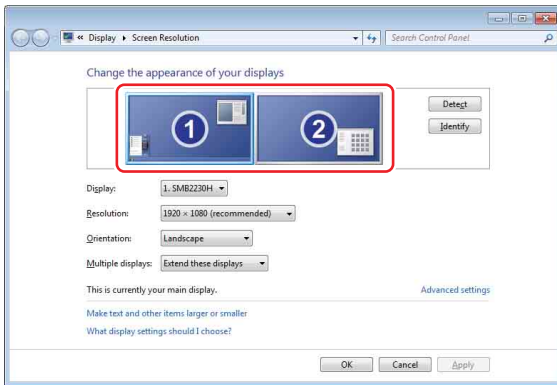 « Display ▸ Screen Resolution
Search Control Panel
Change the appearance of your displays
1
2
Detect
Identify
Display: 1. SMB2230H
Resolution: 1920 × 1080 (recommended)
Orientation: Landscape
Multiple displays: Extend these displays
This is currently your main display.
Advanced settings
Make text and other items larger or smaller
What display settings should I choose?
OK
Cancel
Apply